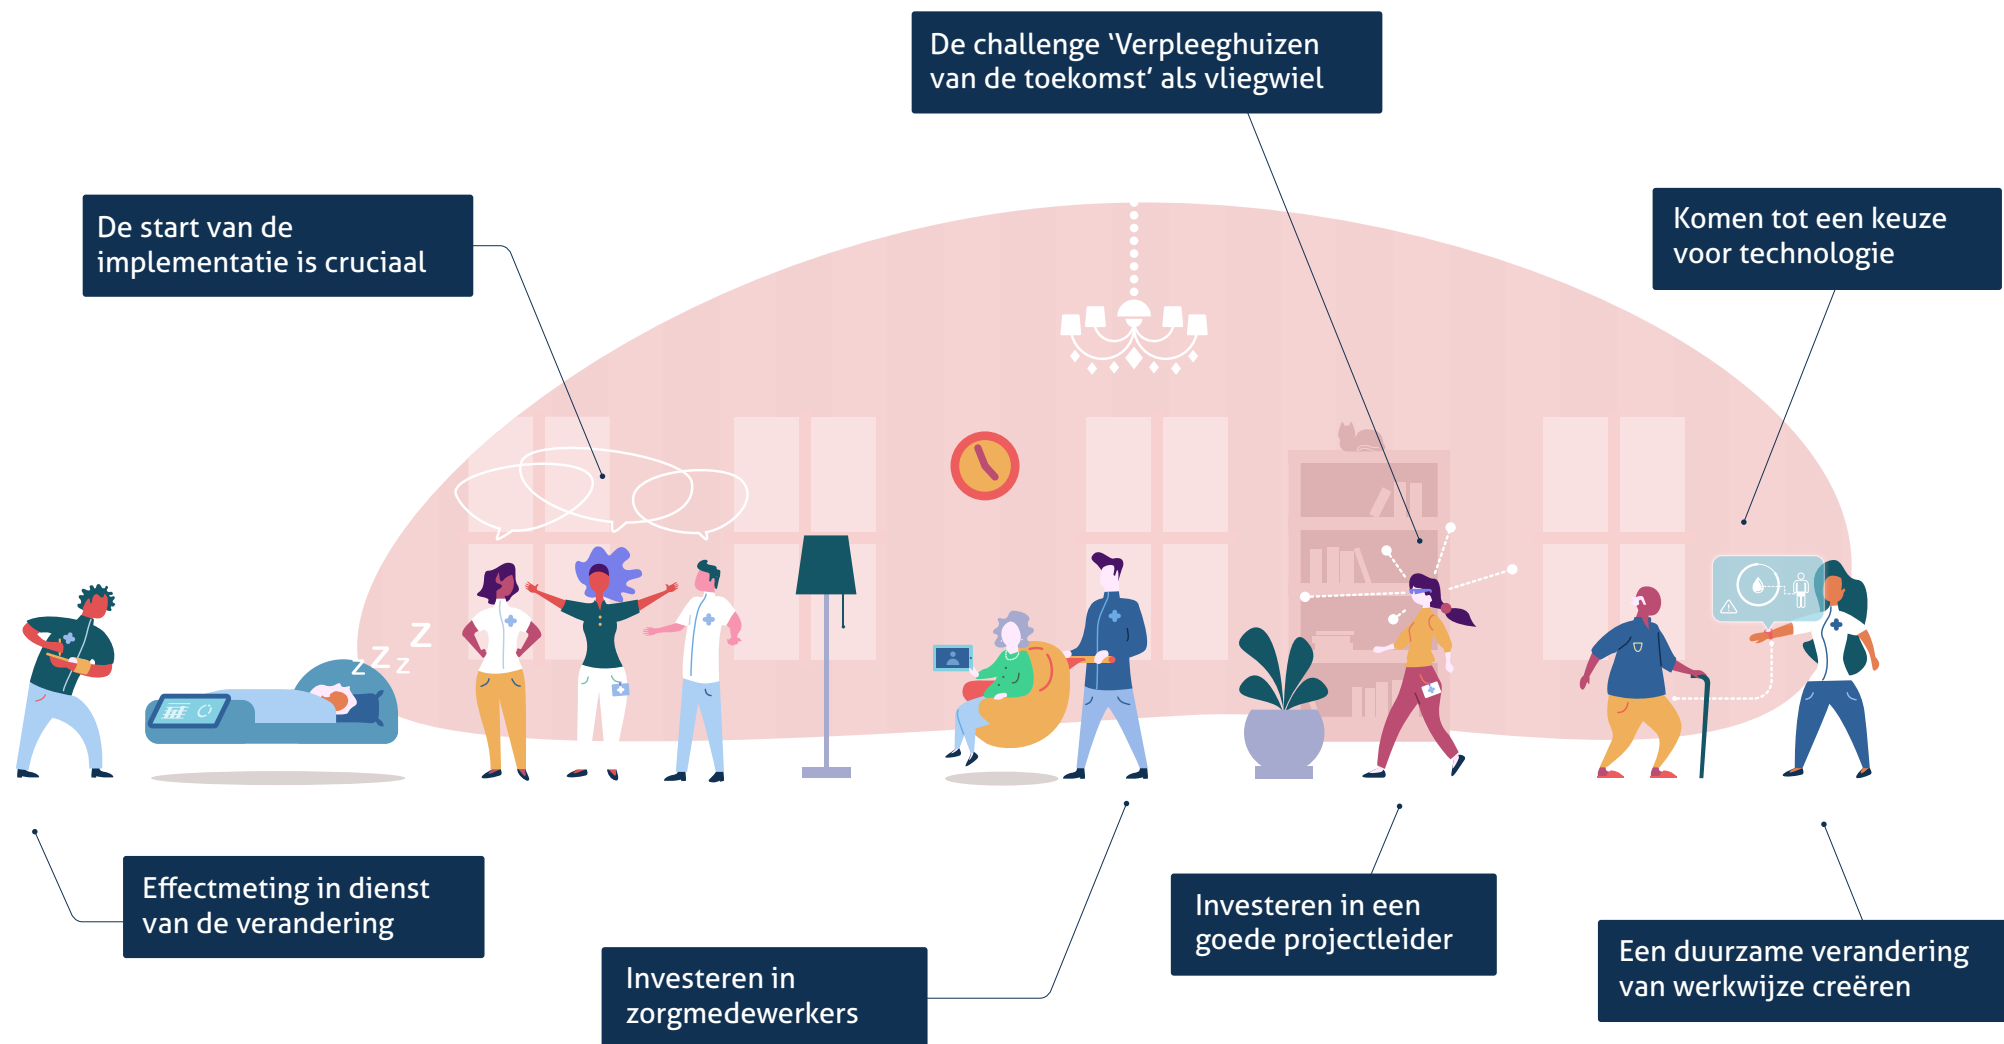 De challenge ‘Verpleeghuizen
van de toekomst’ als vliegwiel
De start van de
implementatie is cruciaal
Komen tot een keuze
voor technologie
z
Z
z
Z
Effectmeting in dienst
van de verandering
Investeren in
zorgmedewerkers
Investeren in een
goede projectleider
Een duurzame verandering
van werkwijze creëren